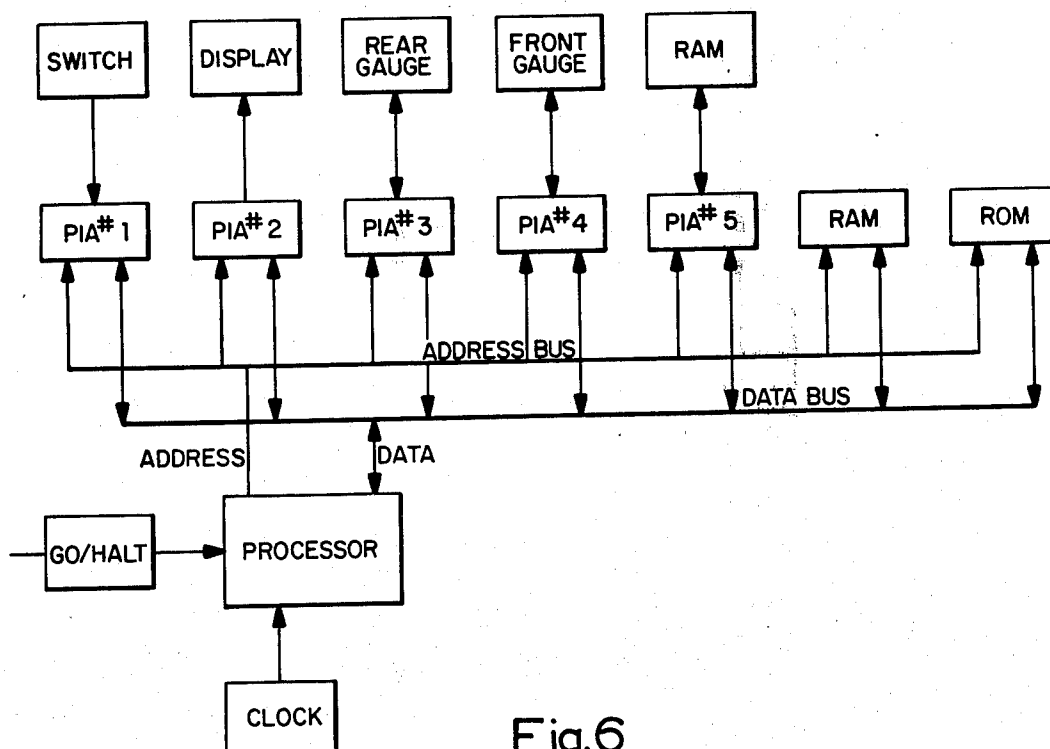 SWITCH
DISPLAY
REAR
GAUGE
FRONT
GAUGE
RAM
PIA#1
PIA#2
PIA#3
PIA#4
PIA#5
RAM
ROM
ADDRESS BUS
DATA BUS
ADDRESS
DATA
GO/HALT
PROCESSOR
CLOCK
Fig.6